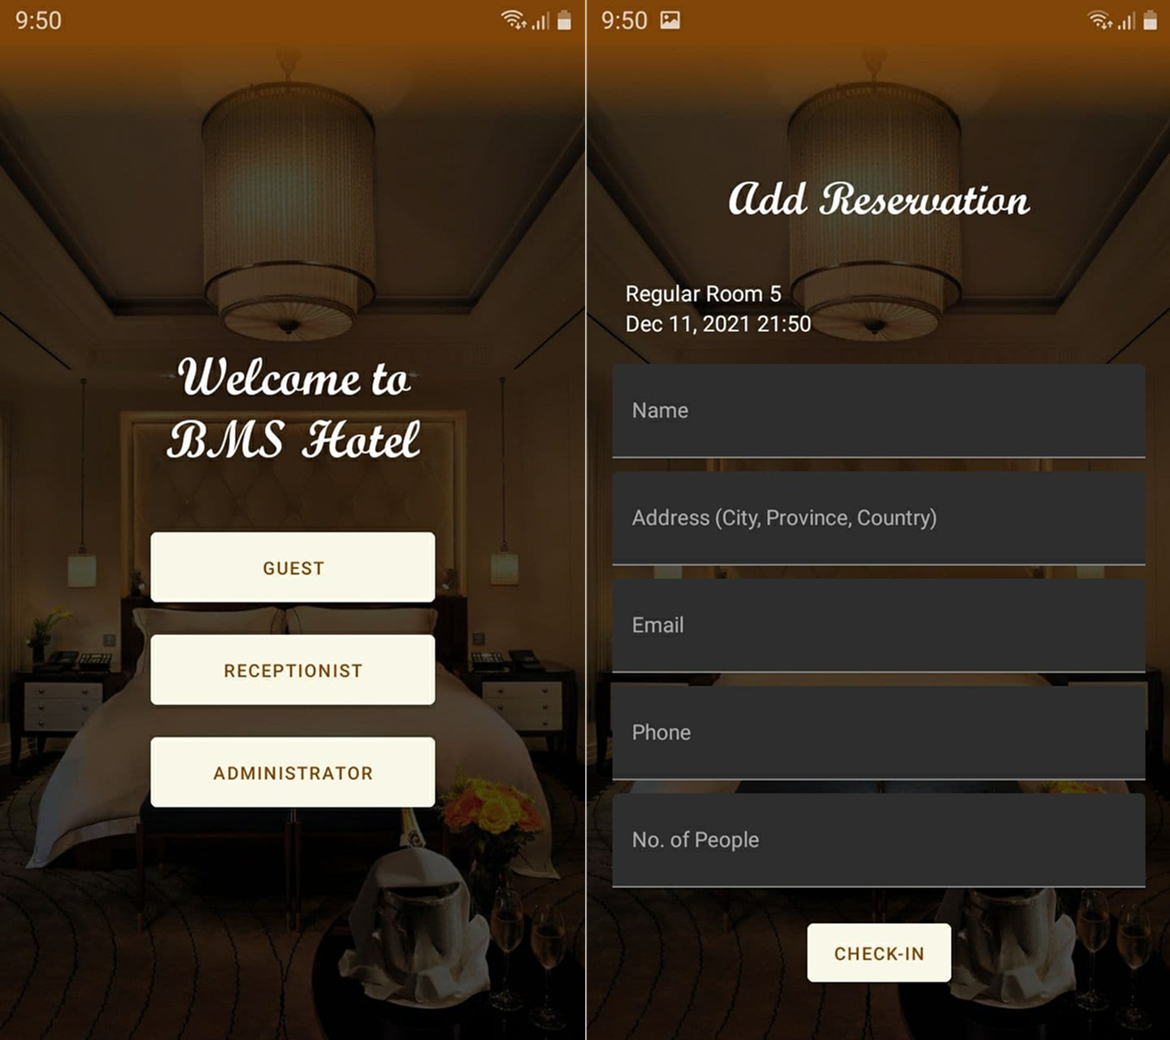 9:50
Welcome to
BMS Hotel
GUEST
RECEPTIONIST
ADMINISTRATOR
9:50
Add Reservation
Regular Room 5
Dec 11, 2021 21:50
Name
Address (City, Province, Country)
Email
Phone
No. of People
CHECK-IN